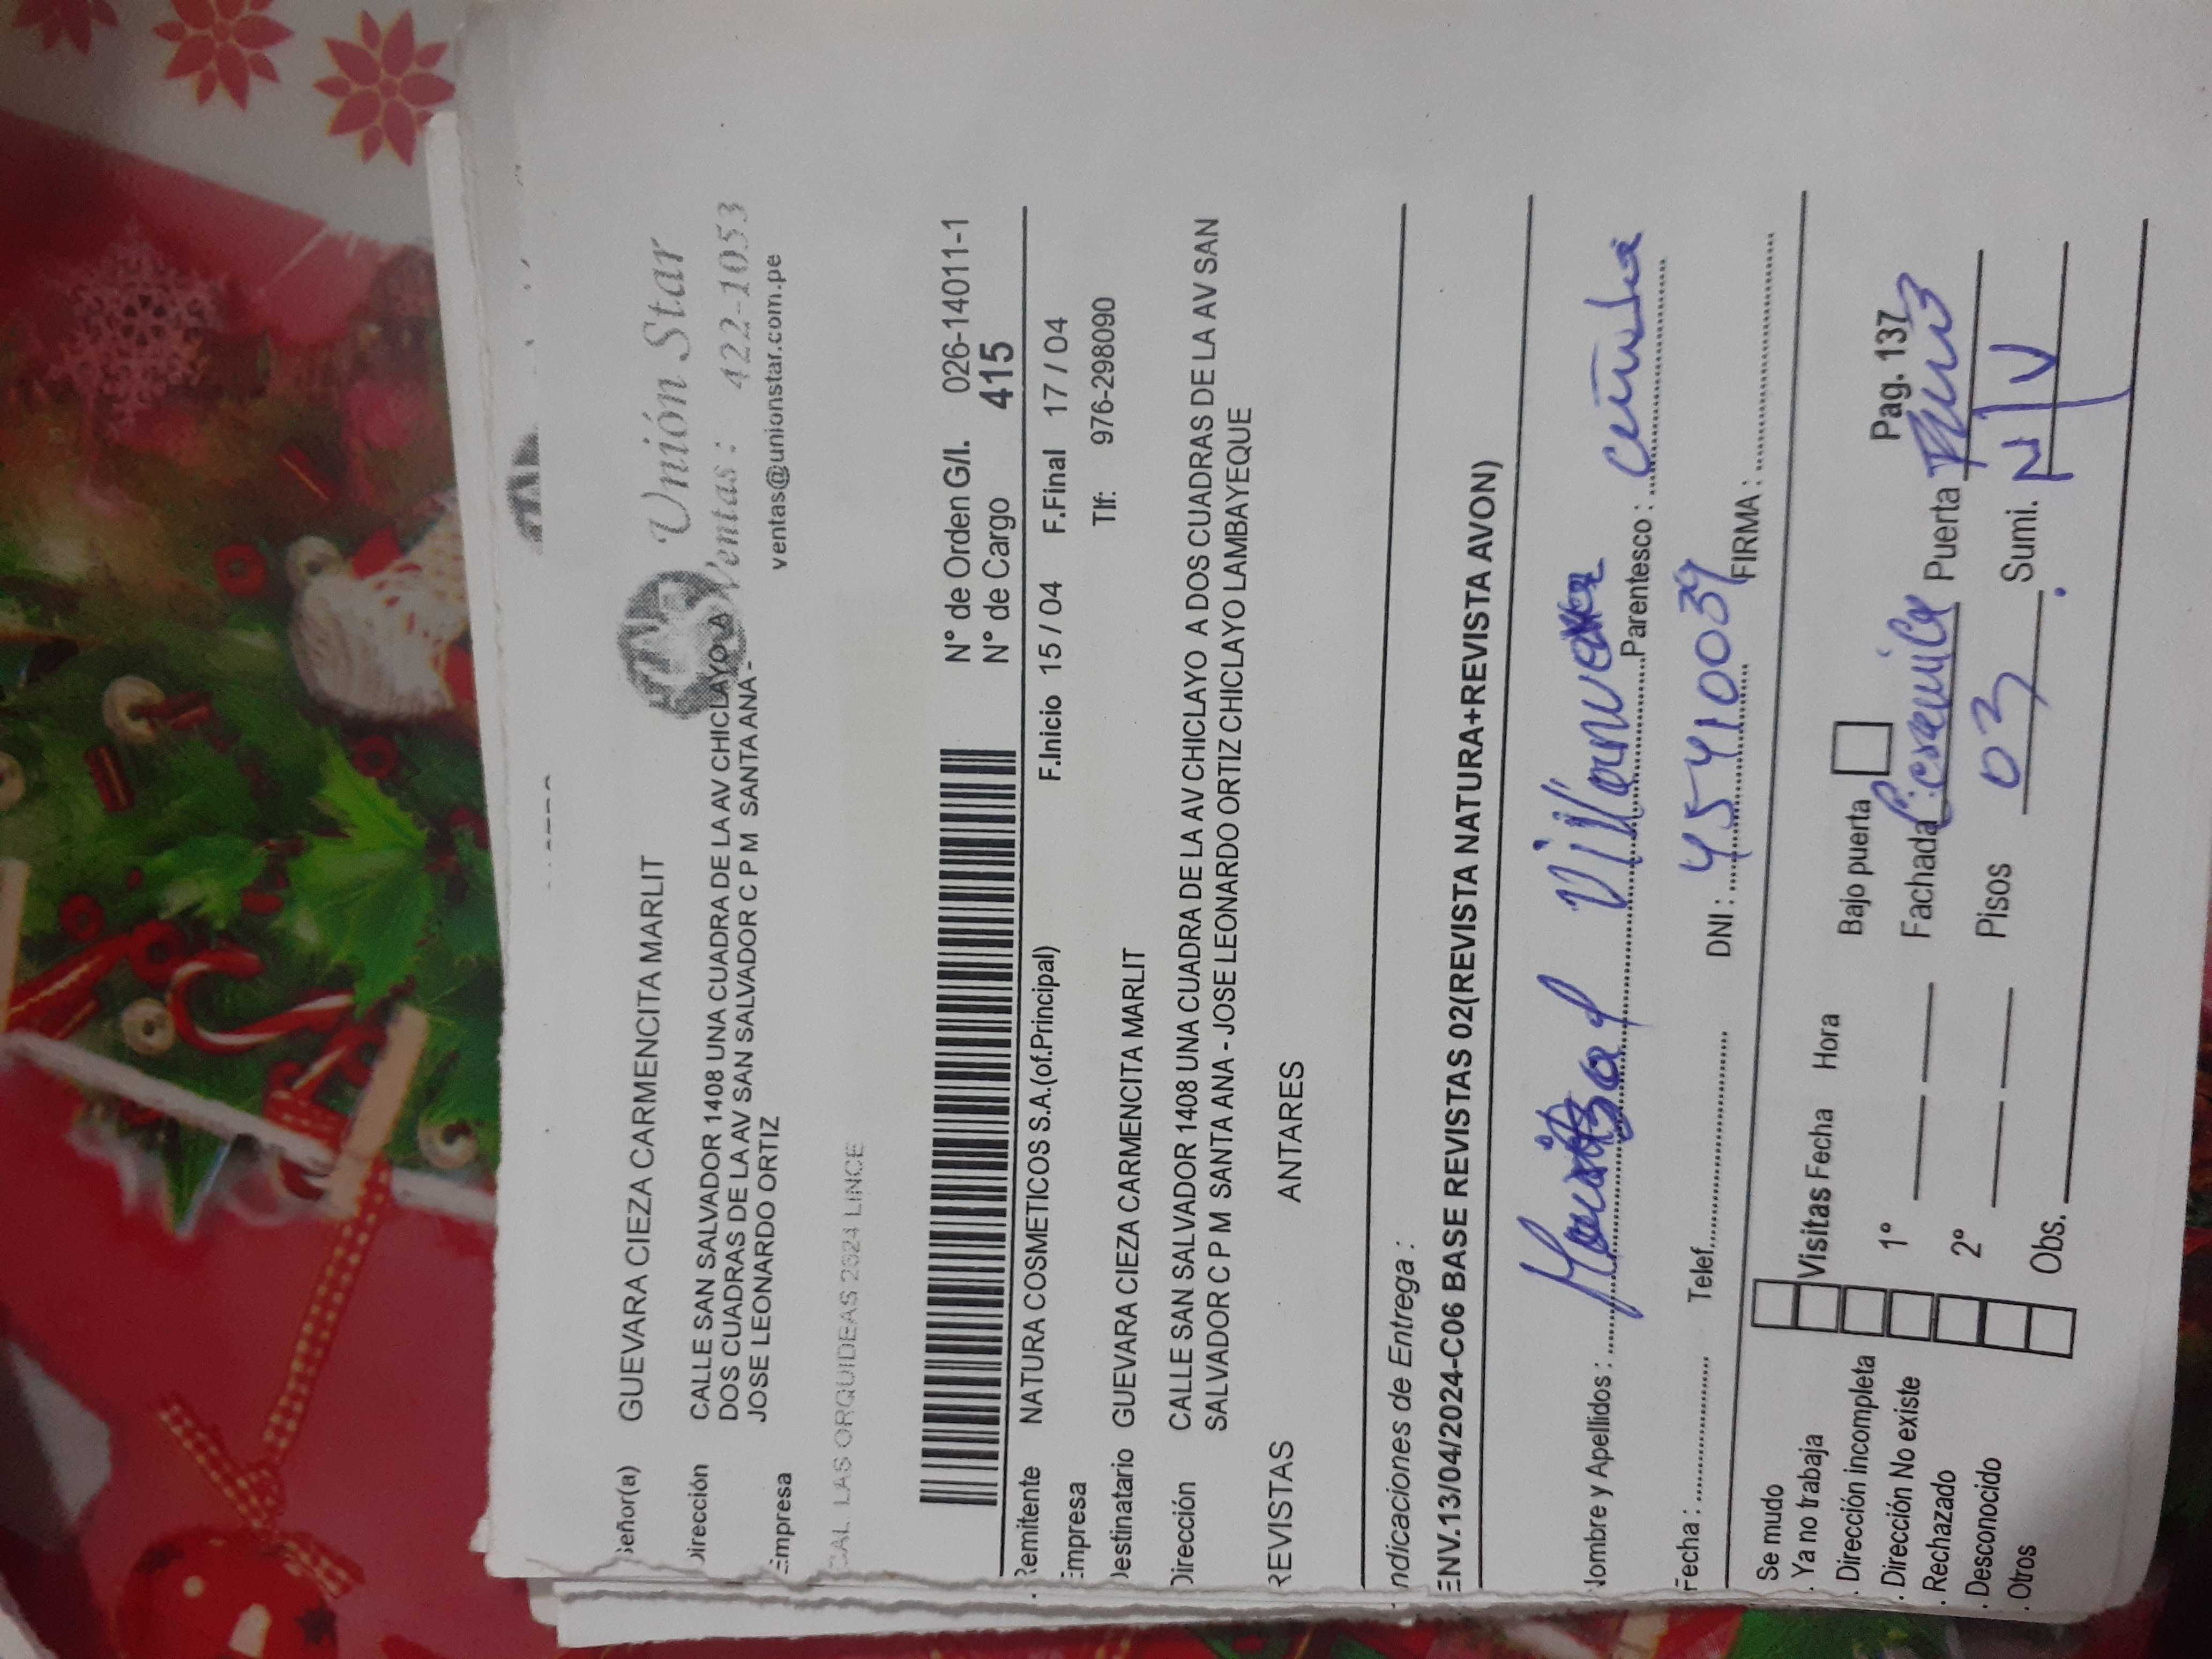 Unión Star
Ventas : 422-1053
ventas@unionstar.com.pe
señor(a) GUEVARA CIEZA CARMENCITA MARLIT
Dirección CALLE SAN SALVADOR 1408 UNA CUADRA DE LA AV CHICLAYO A
DOS CUADRAS DE LA AV SAN SALVADOR C P M SANTA ANA -
JOSE LEONARDO ORTIZ
Empresa
CAL. LAS ORQUIDEAS 2324 LINCE
N° de Orden G/I. 026-14011-1
N° de Cargo 415
Remitente NATURA COSMETICOS S.A.(of.Principal) F.Inicio 15 / 04 F.Final 17 / 04
Empresa Tlf: 976-298090
Destinatario GUEVARA CIEZA CARMENCITA MARLIT
Dirección CALLE SAN SALVADOR 1408 UNA CUADRA DE LA AV CHICLAYO A DOS CUADRAS DE LA AV SAN
SALVADOR C P M SANTA ANA - JOSE LEONARDO ORTIZ CHICLAYO LAMBAYEQUE
REVISTAS ANTARES
Indicaciones de Entrega :
ENV.13/04/2024-C06 BASE REVISTAS 02(REVISTA NATURA+REVISTA AVON)
Nombre y Apellidos : Villanueva Parentesco :
Fecha : Telef. DNI : 45410039 FIRMA :
. Se mudo
. Ya no trabaja
. Dirección incompleta
. Dirección No existe
. Rechazado
. Desconocido
. Otros
Visitas Fecha Hora Bajo puerta Pag. 137
1° Fachada Puerta
2° Pisos 03 Sumi. N V
Obs.